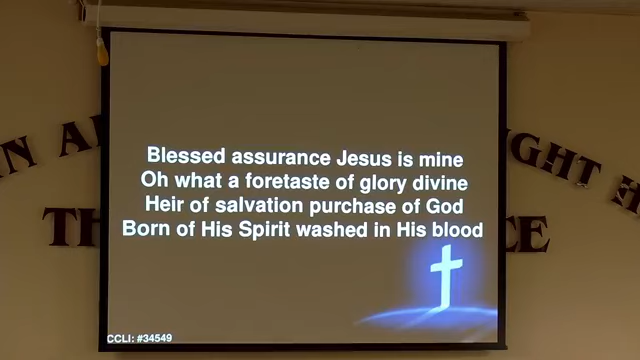 Blessed assurance Jesus is mine
Oh what a foretaste of glory divine
Heir of salvation purchase of God
Born of His Spirit washed in His blood
CCLI: #34549